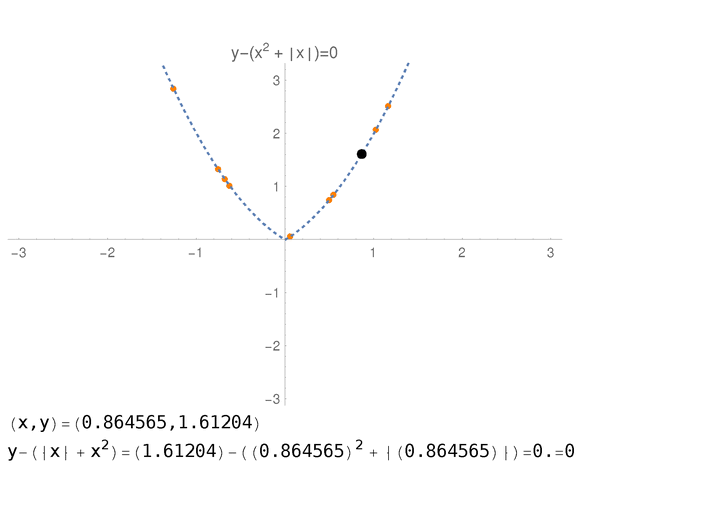 y−(x² + |x|)=0
3
2
1
−3 −2 −1 1 2 3
−1
−2
−3
(x,y)=(0.864565,1.61204)
y−(|x| + x²)=(1.61204)−((0.864565)² + |(0.864565)|)=0.=0